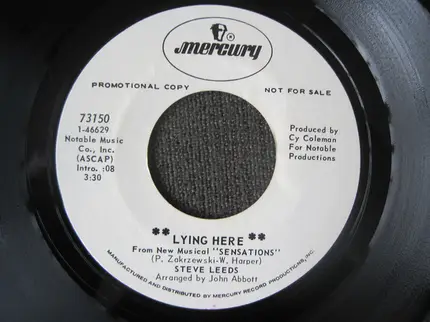 mercury
PROMOTIONAL COPY
NOT FOR SALE
73150
1-46629
Notable Music
Co., Inc.
(ASCAP)
Intro. :08
3:30
Produced by
Cy Coleman
For Notable
Productions
** LYING HERE **
From New Musical "SENSATIONS"
(P. Zakrzewski-W. Harper)
STEVE LEEDS
Arranged by John Abbott
MANUFACTURED AND DISTRIBUTED BY MERCURY RECORD PRODUCTIONS, INC.